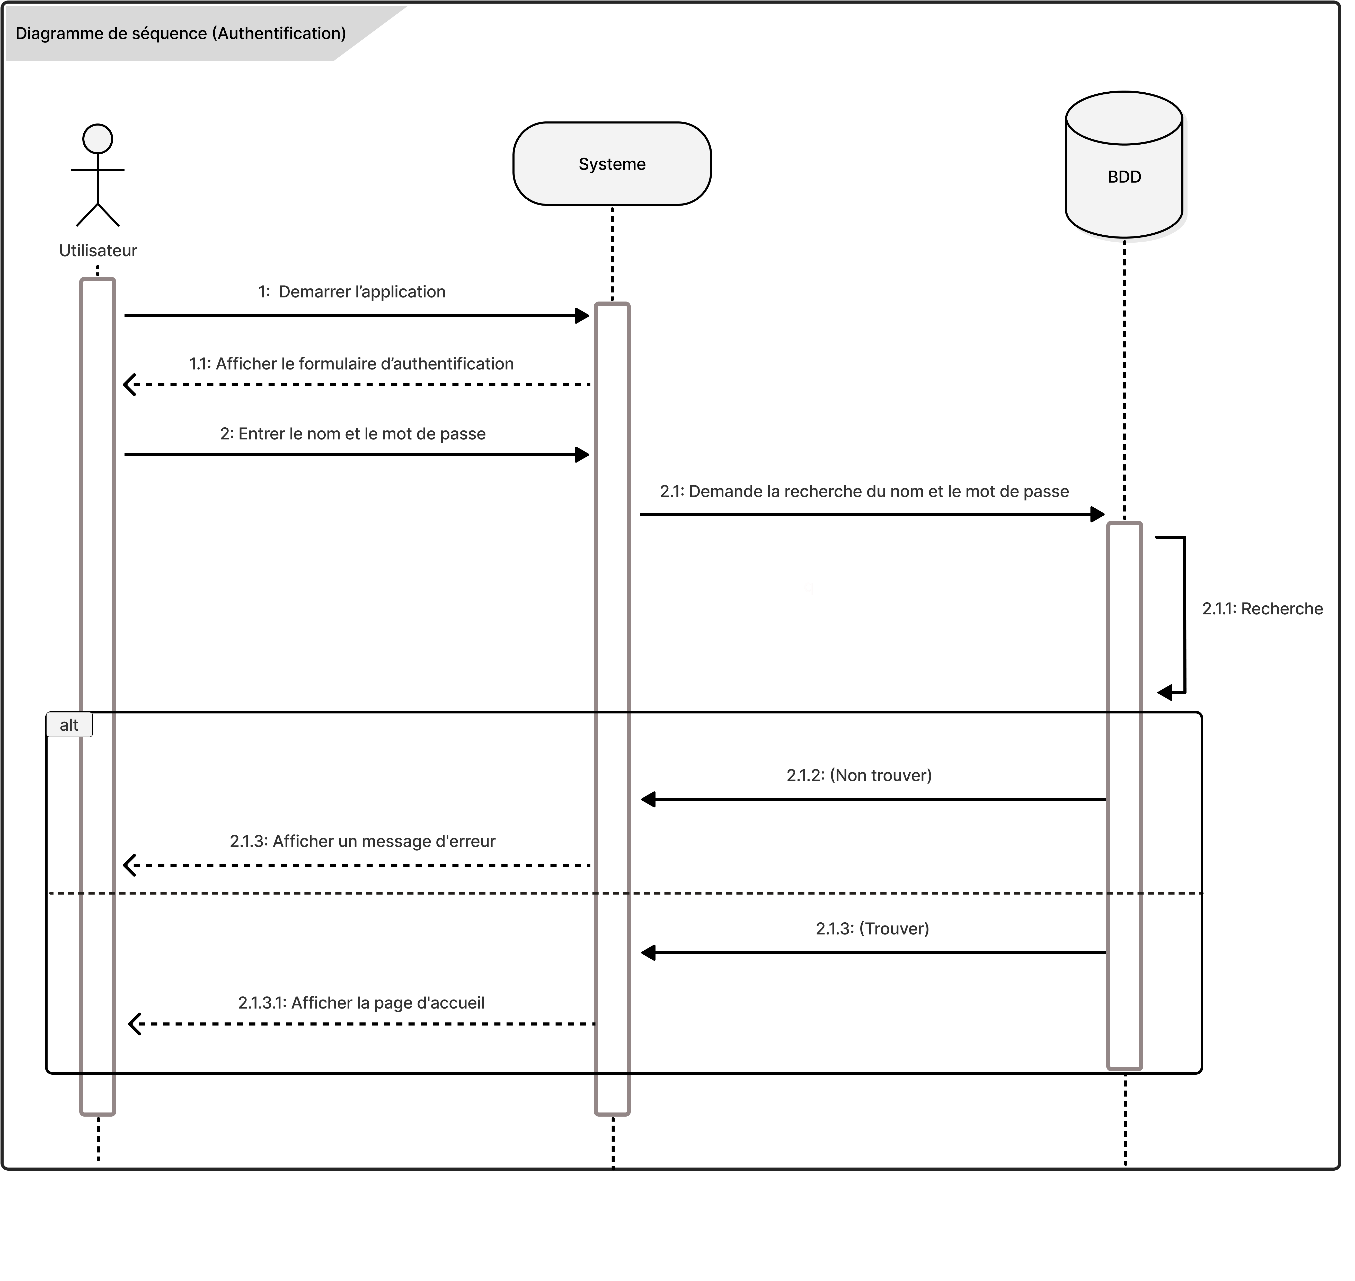 Diagramme de séquence (Authentification)
Systeme
BDD
Utilisateur
1:  Demarrer l’application
1.1: Afficher le formulaire d’authentification
2: Entrer le nom et le mot de passe
2.1: Demande la recherche du nom et le mot de passe
2.1.1: Recherche
alt
2.1.2: (Non trouver)
2.1.3: Afficher un message d'erreur
2.1.3: (Trouver)
2.1.3.1: Afficher la page d'accueil